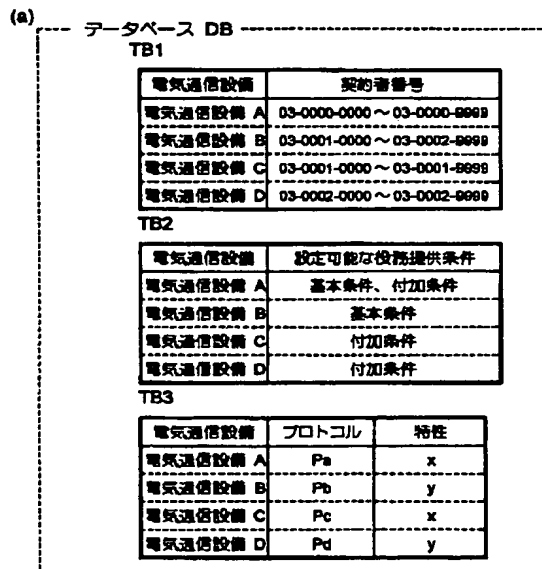 (a)
データベース DB
TB1
電気通信設備 契約者番号
電気通信設備 A 03-0000-0000～03-0000-9999
電気通信設備 B 03-0001-0000～03-0002-9999
電気通信設備 C 03-0001-0000～03-0001-9999
電気通信設備 D 03-0002-0000～03-0002-9999
TB2
電気通信設備 設定可能な役務提供条件
電気通信設備 A 基本条件、付加条件
電気通信設備 B 基本条件
電気通信設備 C 付加条件
電気通信設備 D 付加条件
TB3
電気通信設備 プロトコル 特性
電気通信設備 A Pa x
電気通信設備 B Pb y
電気通信設備 C Pc x
電気通信設備 D Pd y